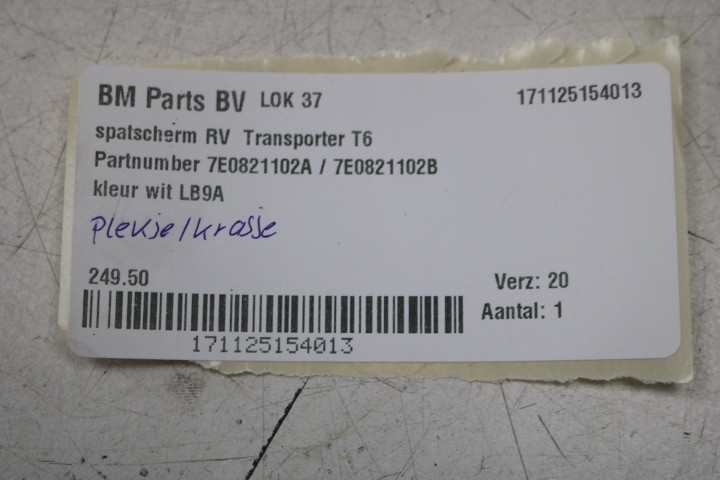 BM Parts BV LOK 37 171125154013
spatscherm RV Transporter T6
Partnumber 7E0821102A / 7E0821102B
kleur wit LB9A
plekje/krasje
249.50 Verz: 20
Aantal: 1
171125154013